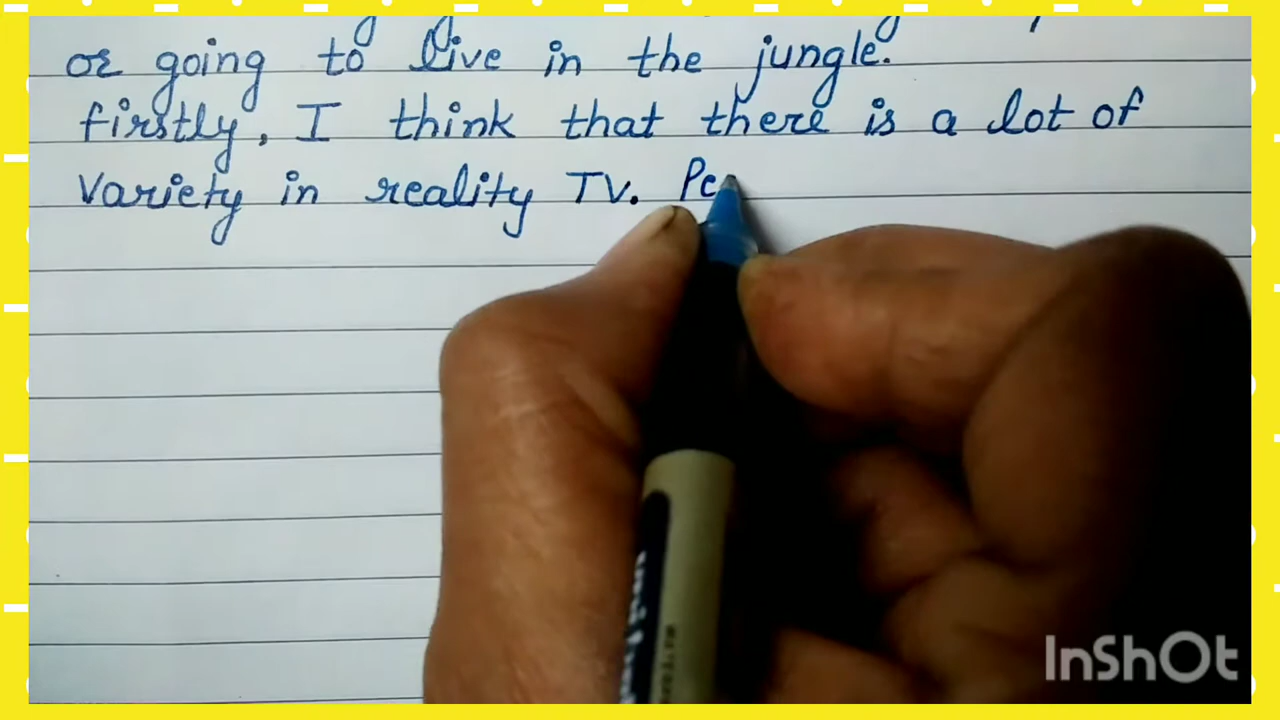 or going to live in the jungle.
firstly, I think that there is a lot of
variety in reality TV. Pe
InShOt